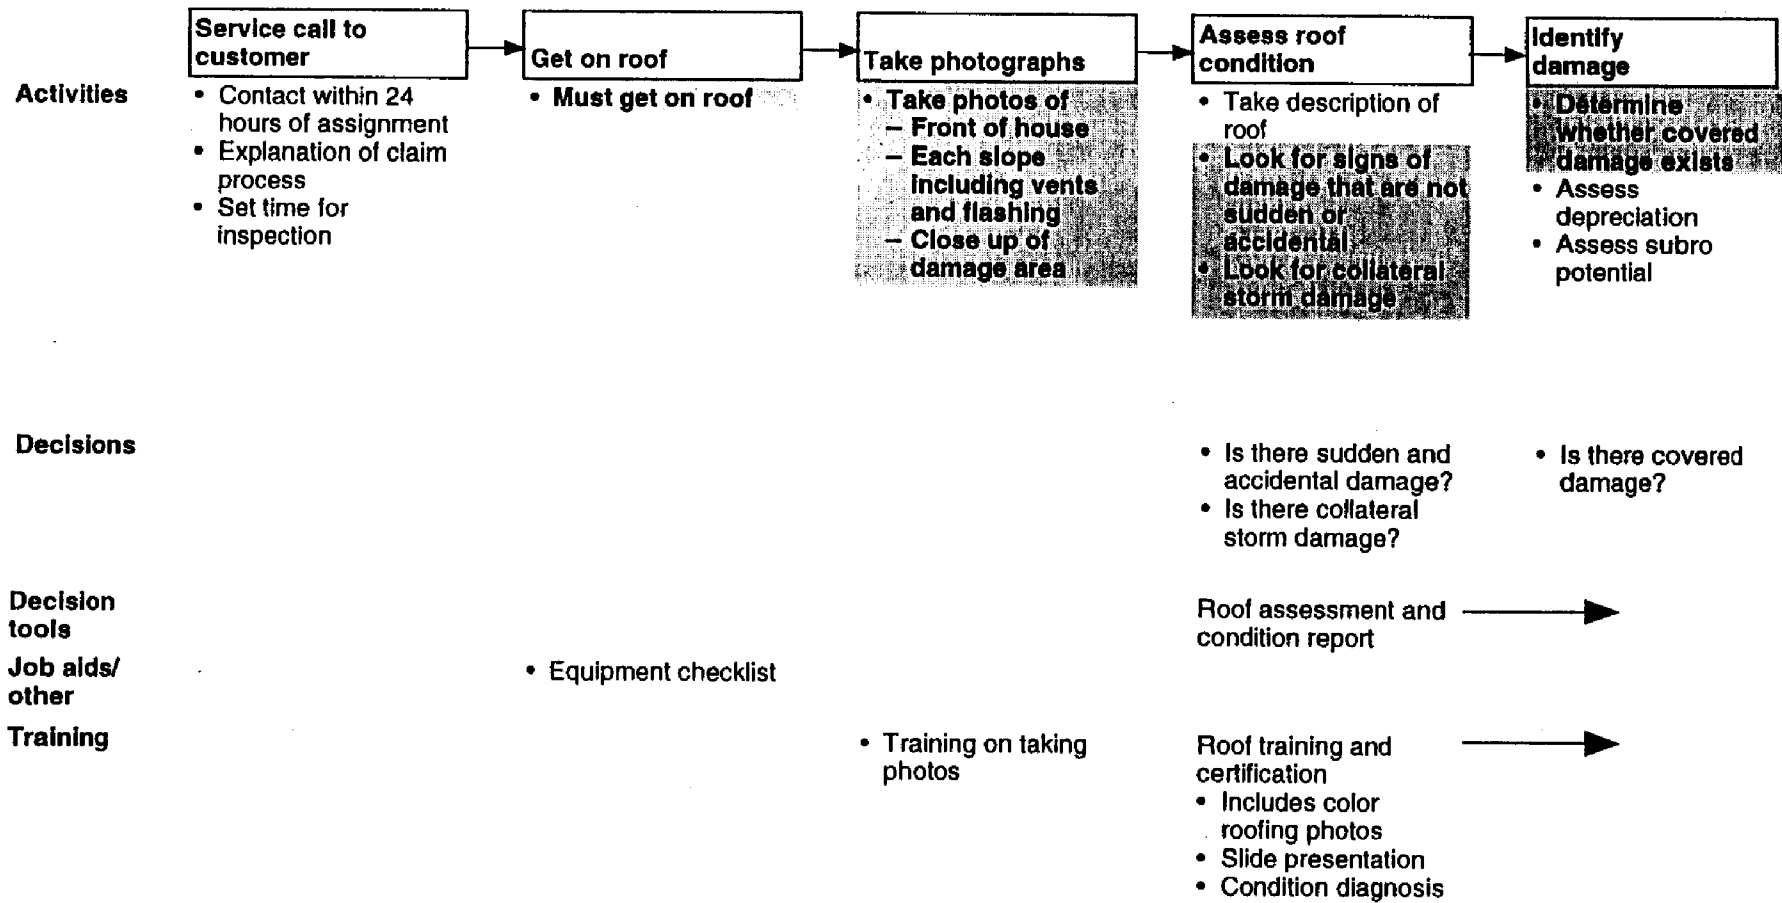 Service call to
customer
Get on roof
Take photographs
Assess roof
condition
Identify
damage
Activities
• Contact within 24
hours of assignment
• Explanation of claim
process
• Set time for
inspection
• Must get on roof
• Take photos of
– Front of house
– Each slope
including vents
and flashing
– Close up of
damage area
• Take description of
roof
• Look for signs of
damage that are not
sudden or
accidental
• Look for collateral
storm damage
• Determine
whether covered
damage exists
• Assess
depreciation
• Assess subro
potential
Decisions
• Is there sudden and
accidental damage?
• Is there collateral
storm damage?
• Is there covered
damage?
Decision
tools
Roof assessment and
condition report
Job aids/
other
• Equipment checklist
Training
• Training on taking
photos
Roof training and
certification
• Includes color
roofing photos
• Slide presentation
• Condition diagnosis